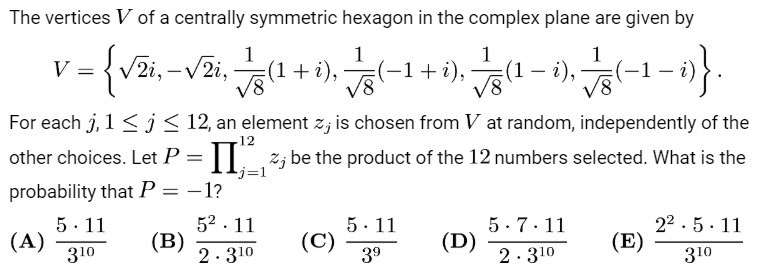 The vertices V of a centrally symmetric hexagon in the complex plane are given by
V = { √2i, −√2i, 1/√8 (1 + i), 1/√8 (−1 + i), 1/√8 (1 − i), 1/√8 (−1 − i) }.
For each j, 1 ≤ j ≤ 12, an element z_j is chosen from V at random, independently of the
other choices. Let P = ∏_{j=1}^{12} z_j be the product of the 12 numbers selected. What is the
probability that P = −1?
(A) 5 · 11 / 3^10 (B) 5^2 · 11 / 2 · 3^10 (C) 5 · 11 / 3^9 (D) 5 · 7 · 11 / 2 · 3^10 (E) 2^2 · 5 · 11 / 3^10